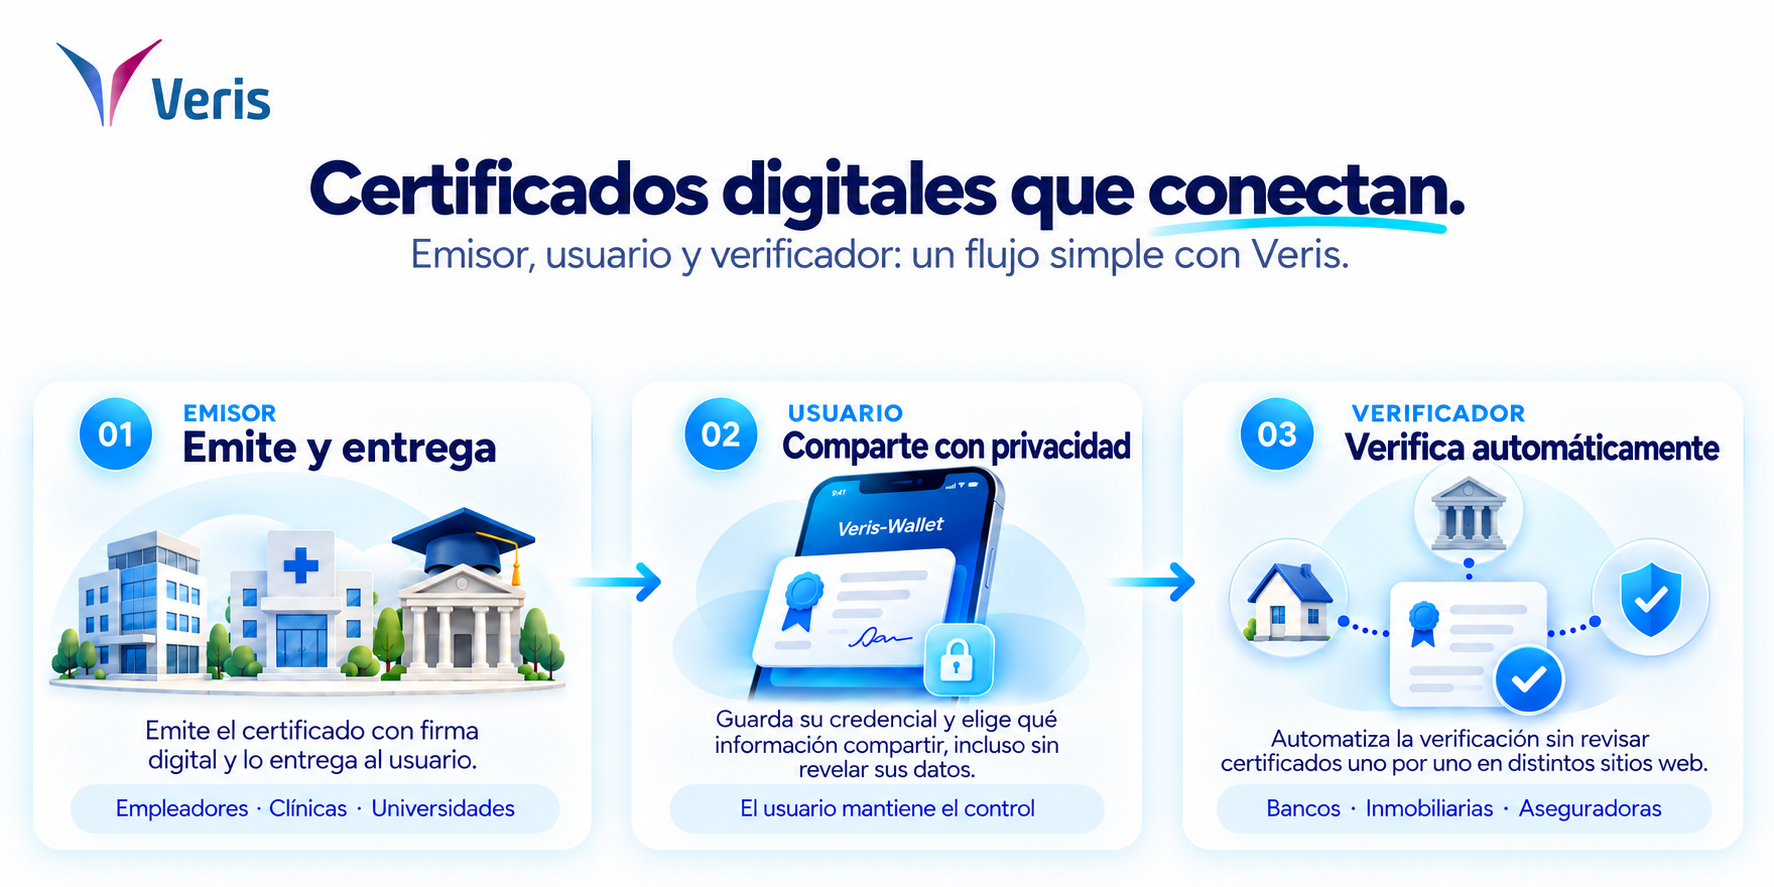 Veris
Certificados digitales que conectan.
Emisor, usuario y verificador: un flujo simple con Veris.
01
EMISOR
Emite y entrega
Emite el certificado con firma
digital y lo entrega al usuario.
Empleadores · Clínicas · Universidades
02
USUARIO
Comparte con privacidad
9:41
Veris-Wallet
Guarda su credencial y elige qué
información compartir, incluso sin
revelar sus datos.
El usuario mantiene el control
03
VERIFICADOR
Verifica automáticamente
Automatiza la verificación sin revisar
certificados uno por uno en distintos sitios web.
Bancos · Inmobiliarias · Aseguradoras